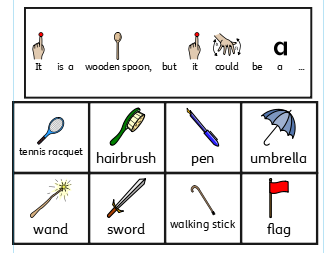 a
It is a wooden spoon, but it could be a ...
tennis racquet hairbrush pen umbrella
wand sword walking stick flag